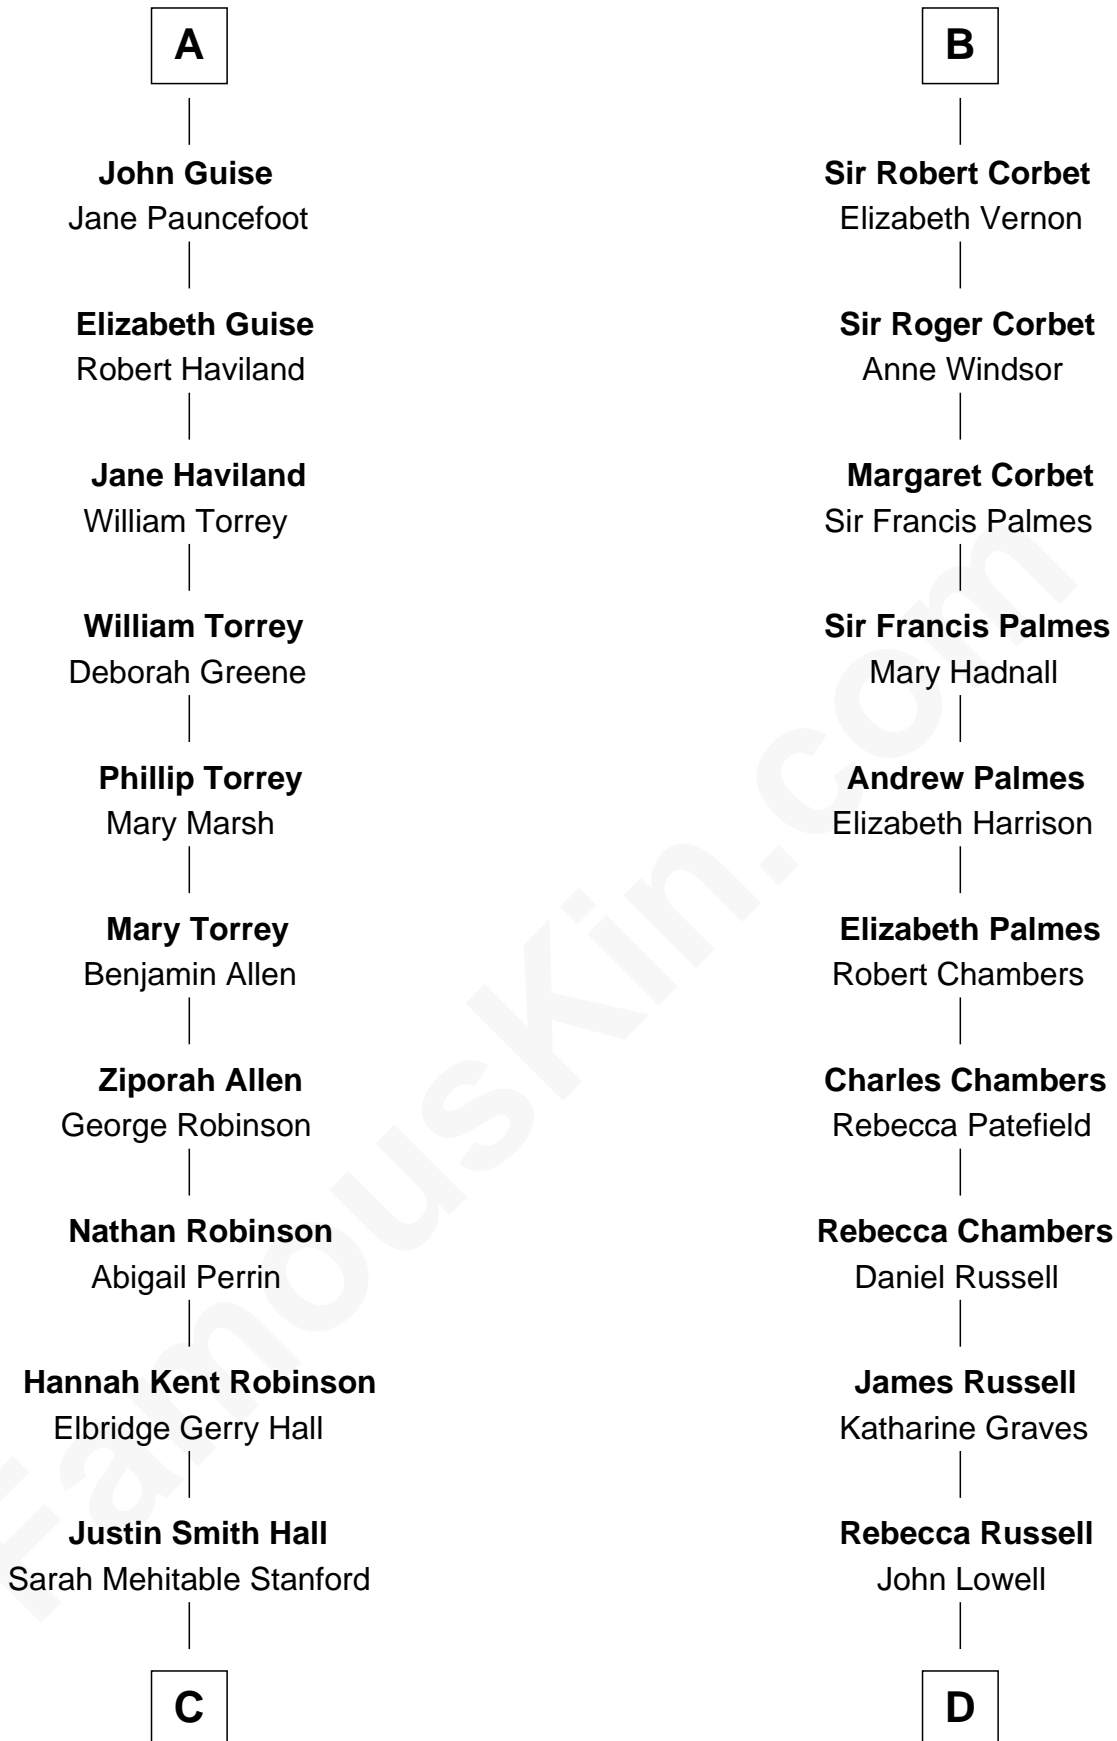 A
John Guise
Jane Pauncefoot
Elizabeth Guise
Robert Haviland
Jane Haviland
William Torrey
William Torrey
Deborah Greene
Phillip Torrey
Mary Marsh
Mary Torrey
Benjamin Allen
Ziporah Allen
George Robinson
Nathan Robinson
Abigail Perrin
Hannah Kent Robinson
Elbridge Gerry Hall
Justin Smith Hall
Sarah Mehitable Stanford
C
B
Sir Robert Corbet
Elizabeth Vernon
Sir Roger Corbet
Anne Windsor
Margaret Corbet
Sir Francis Palmes
Sir Francis Palmes
Mary Hadnall
Andrew Palmes
Elizabeth Harrison
Elizabeth Palmes
Robert Chambers
Charles Chambers
Rebecca Patefield
Rebecca Chambers
Daniel Russell
James Russell
Katharine Graves
Rebecca Russell
John Lowell
D
FamousKin.com